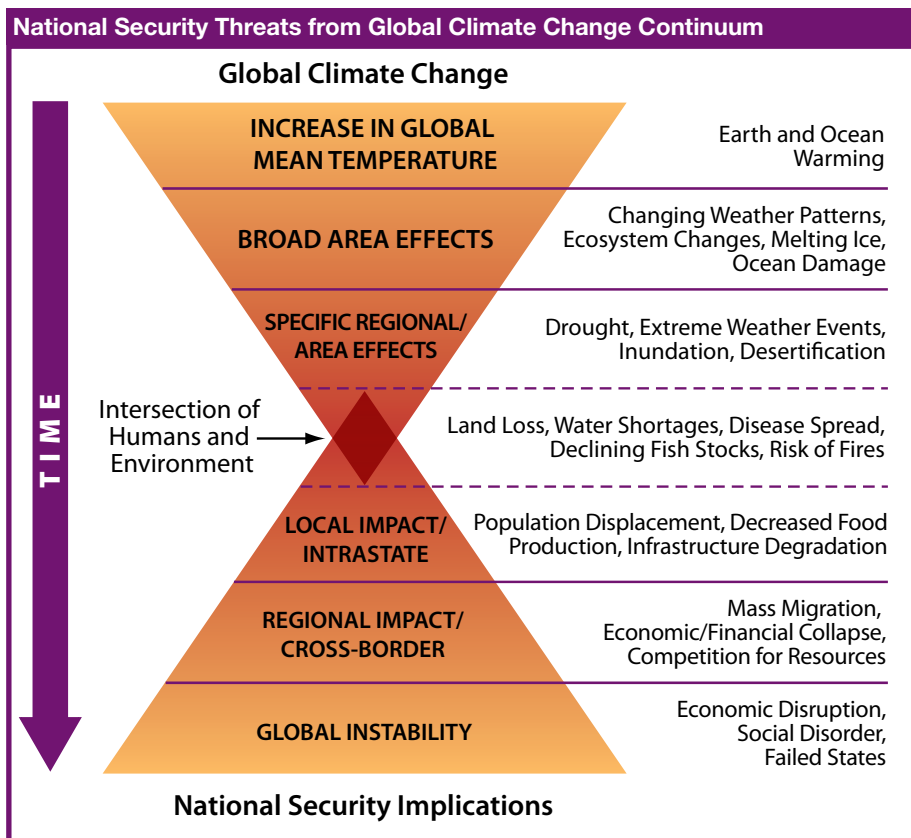 National Security Threats from Global Climate Change Continuum
Global Climate Change
TIME
INCREASE IN GLOBAL
MEAN TEMPERATURE
Earth and Ocean
Warming
BROAD AREA EFFECTS
Changing Weather Patterns,
Ecosystem Changes, Melting Ice,
Ocean Damage
SPECIFIC REGIONAL/
AREA EFFECTS
Drought, Extreme Weather Events,
Inundation, Desertification
Intersection of
Humans and
Environment
Land Loss, Water Shortages, Disease Spread,
Declining Fish Stocks, Risk of Fires
LOCAL IMPACT/
INTRASTATE
Population Displacement, Decreased Food
Production, Infrastructure Degradation
REGIONAL IMPACT/
CROSS-BORDER
Mass Migration,
Economic/Financial Collapse,
Competition for Resources
GLOBAL INSTABILITY
Economic Disruption,
Social Disorder,
Failed States
National Security Implications